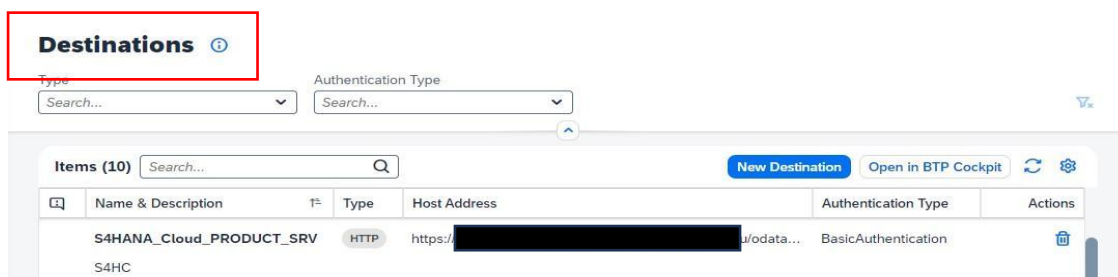 Destinations
Type Authentication Type
Search... Search...
Items (10) Search... New Destination Open in BTP Cockpit
Name & Description Type Host Address Authentication Type Actions
S4HANA_Cloud_PRODUCT_SRV HTTP https:/ u/odata... BasicAuthentication
S4HC